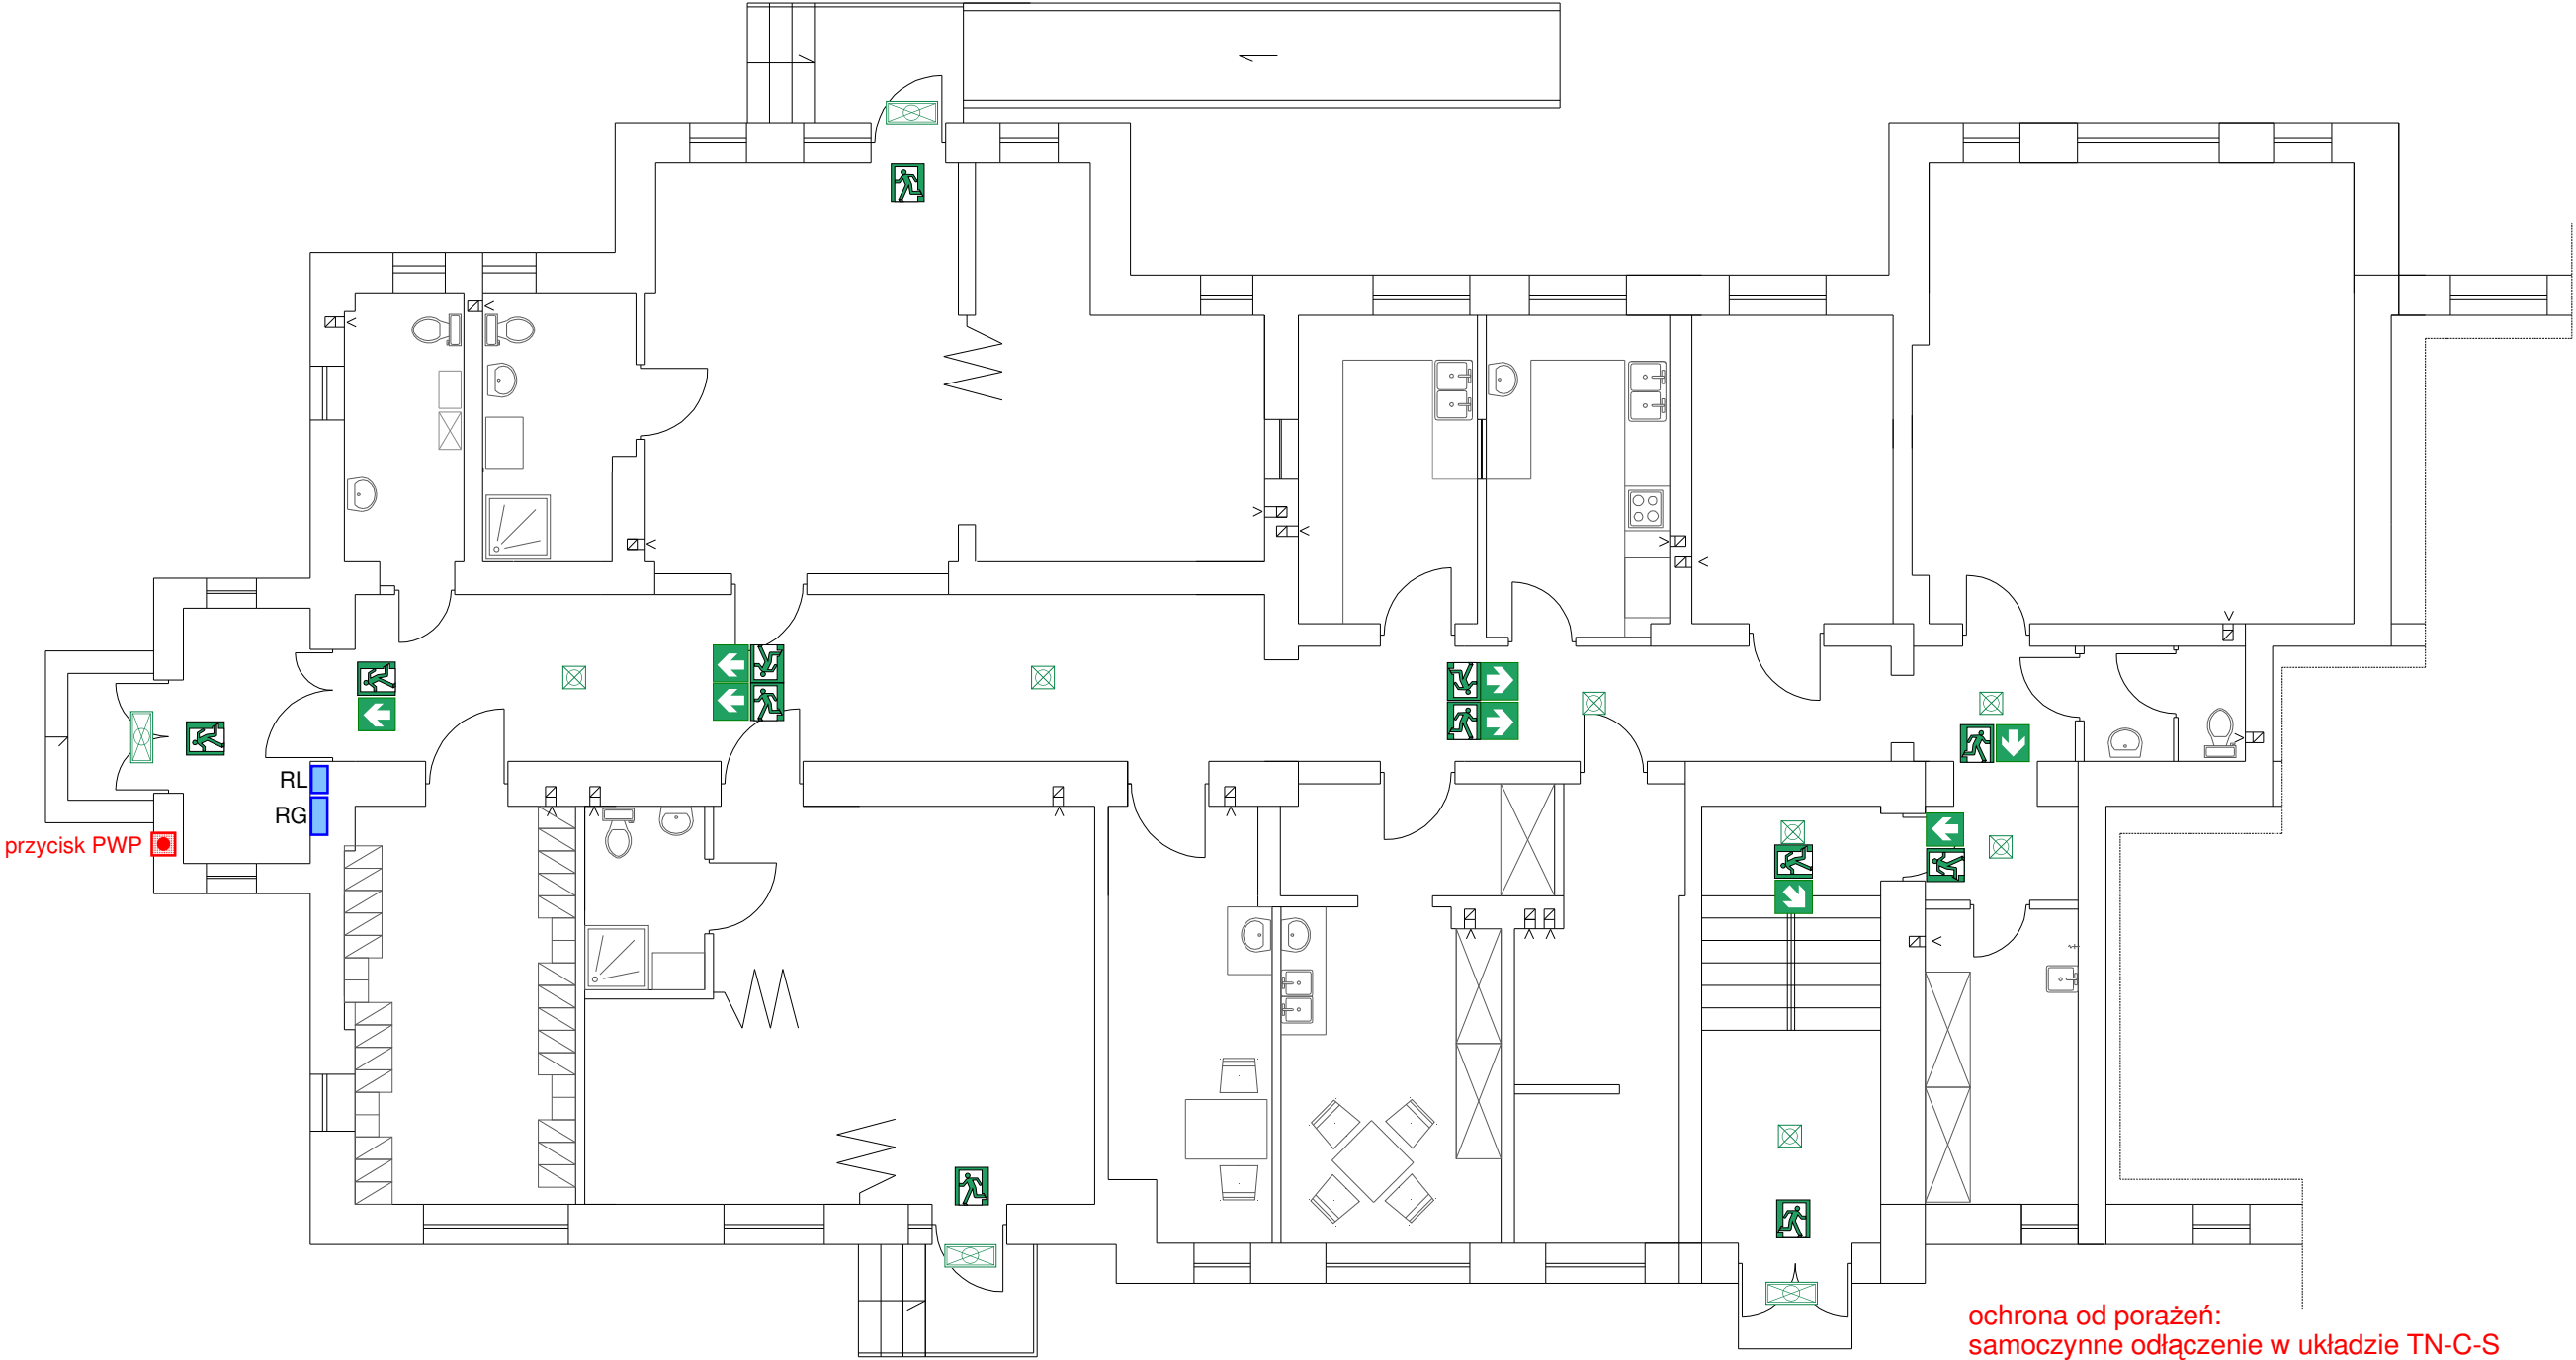 RL
RG
przycisk PWP
ochrona od porażeń:
samoczynne odłączenie w układzie TN-C-S